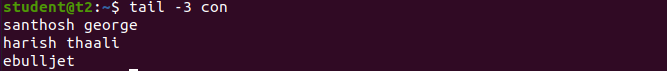 student@t2:~$ tail -3 con
santhosh george
harish thaali
ebulljet